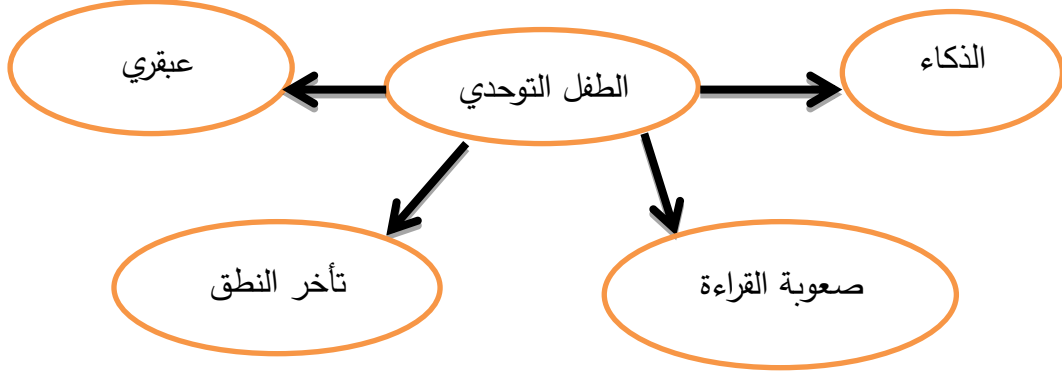 الذكاء
الطفل التوحدي
عبقري
صعوبة القراءة
تأخر النطق